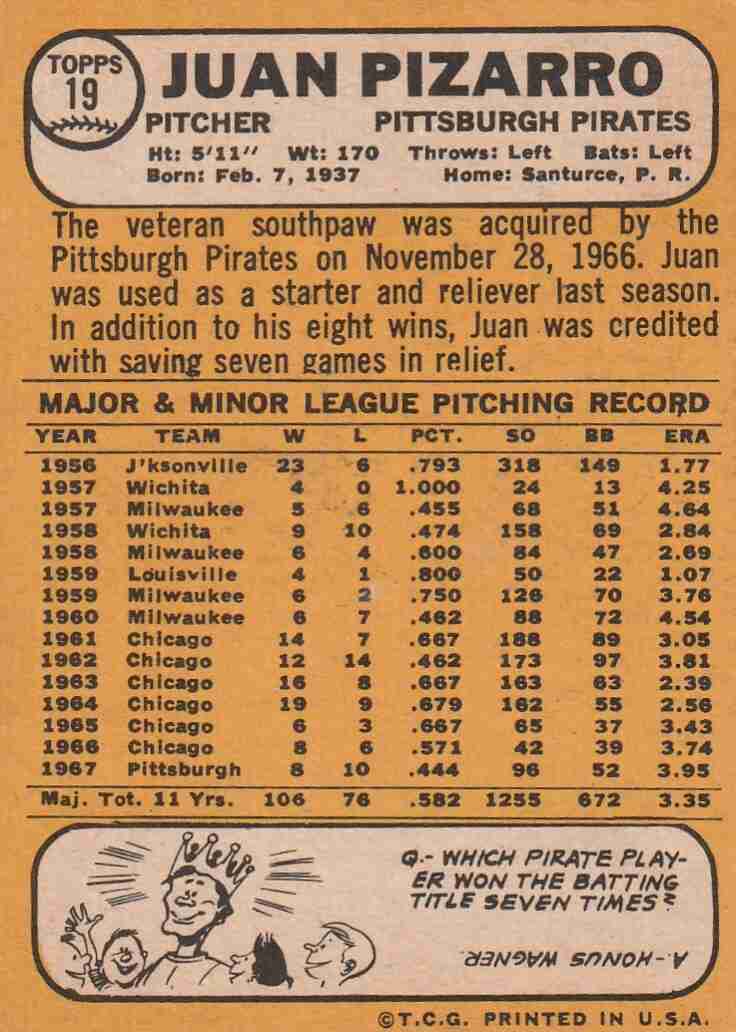 TOPPS
19
JUAN PIZARRO
PITCHER PITTSBURGH PIRATES
Ht: 5'11" Wt: 170 Throws: Left Bats: Left
Born: Feb. 7, 1937 Home: Santurce, P. R.
The veteran southpaw was acquired by the
Pittsburgh Pirates on November 28, 1966. Juan
was used as a starter and reliever last season.
In addition to his eight wins, Juan was credited
with saving seven games in relief.
MAJOR & MINOR LEAGUE PITCHING RECORD
YEAR TEAM W L PCT. SO BB ERA
1956 J'ksonville 23 6 .793 318 149 1.77
1957 Wichita 4 0 1.000 24 13 4.25
1957 Milwaukee 5 6 .455 68 51 4.64
1958 Wichita 9 10 .474 158 69 2.84
1958 Milwaukee 6 4 .600 84 47 2.69
1959 Louisville 4 1 .800 50 22 1.07
1959 Milwaukee 6 2 .750 126 70 3.76
1960 Milwaukee 6 7 .462 88 72 4.54
1961 Chicago 14 7 .667 188 89 3.05
1962 Chicago 12 14 .462 173 97 3.81
1963 Chicago 16 8 .667 163 63 2.39
1964 Chicago 19 9 .679 162 55 2.56
1965 Chicago 6 3 .667 65 37 3.43
1966 Chicago 8 6 .571 42 39 3.74
1967 Pittsburgh 8 10 .444 96 52 3.95
Maj. Tot. 11 Yrs. 106 76 .582 1255 672 3.35
Q.- WHICH PIRATE PLAY-
ER WON THE BATTING
TITLE SEVEN TIMES?
A-HONUS WAGNER.
©T.C.G. PRINTED IN U.S.A.